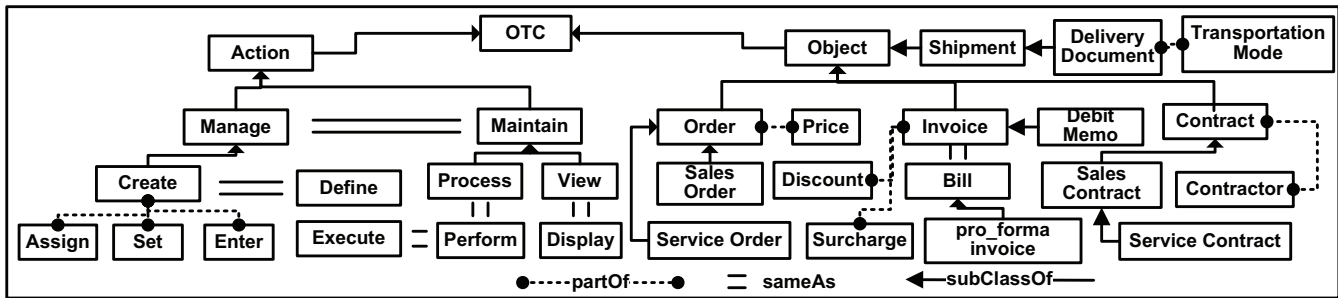 OTC
Action
Object
Shipment
Delivery
Document
Transportation
Mode
Manage
Maintain
Order
Price
Invoice
Debit
Memo
Contract
Create
Define
Process
View
Sales
Order
Discount
Bill
Sales
Contract
Contractor
Assign
Set
Enter
Execute
Perform
Display
Service Order
Surcharge
pro_forma
invoice
Service Contract
partOf
sameAs
subClassOf